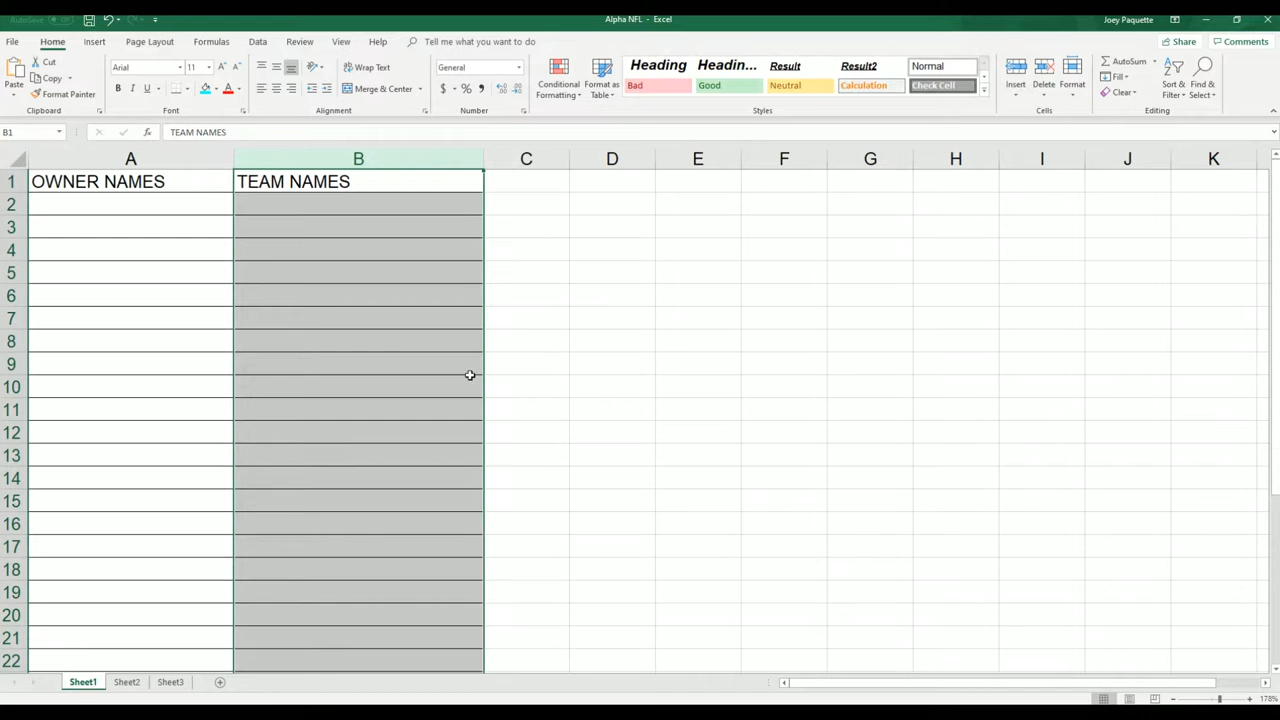 AutoSave
Alpha NFL - Excel
Joey Paquette
File Home Insert Page Layout Formulas Data Review View Help Tell me what you want to do
Share Comments
Paste
Cut
Copy
Format Painter
Clipboard
Arial 11
B I U
Font
Wrap Text
Merge & Center
Alignment
General
$ % ,
Number
Conditional Formatting
Format as Table
Heading Headin... Result Result2 Normal
Bad Good Neutral Calculation Check Cell
Styles
Insert Delete Format
Cells
AutoSum
Fill
Clear
Sort & Filter
Find & Select
Editing
B1 fx TEAM NAMES
A B C D E F G H I J K
1 OWNER NAMES TEAM NAMES
2
3
4
5
6
7
8
9
10
11
12
13
14
15
16
17
18
19
20
21
22
Sheet1 Sheet2 Sheet3
178%